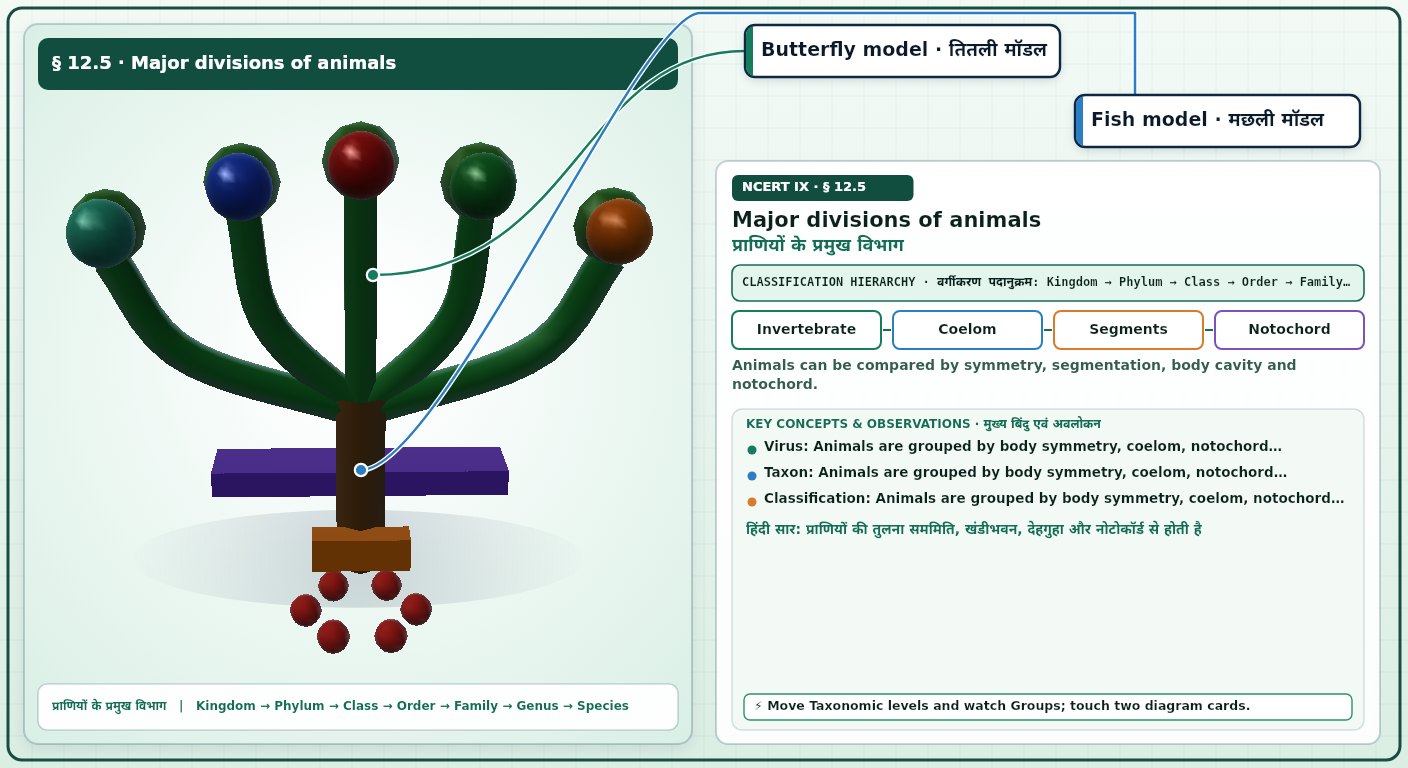 § 12.5 · Major divisions of animals
Butterfly model · तितली मॉडल
Fish model · मछली मॉडल
NCERT IX · § 12.5
Major divisions of animals
प्राणियों के प्रमुख विभाग
CLASSIFICATION HIERARCHY · वर्गीकरण पदानुक्रम: Kingdom → Phylum → Class → Order → Family…
Invertebrate
Coelom
Segments
Notochord
Animals can be compared by symmetry, segmentation, body cavity and
notochord.
KEY CONCEPTS & OBSERVATIONS · मुख्य बिंदु एवं अवलोकन
Virus: Animals are grouped by body symmetry, coelom, notochord…
Taxon: Animals are grouped by body symmetry, coelom, notochord…
Classification: Animals are grouped by body symmetry, coelom, notochord…
हिंदी सार: प्राणियों की तुलना सममिति, खंडीभवन, देहगुहा और नोटोकॉर्ड से होती है
⚡ Move Taxonomic levels and watch Groups; touch two diagram cards.
प्राणियों के प्रमुख विभाग | Kingdom → Phylum → Class → Order → Family → Genus → Species